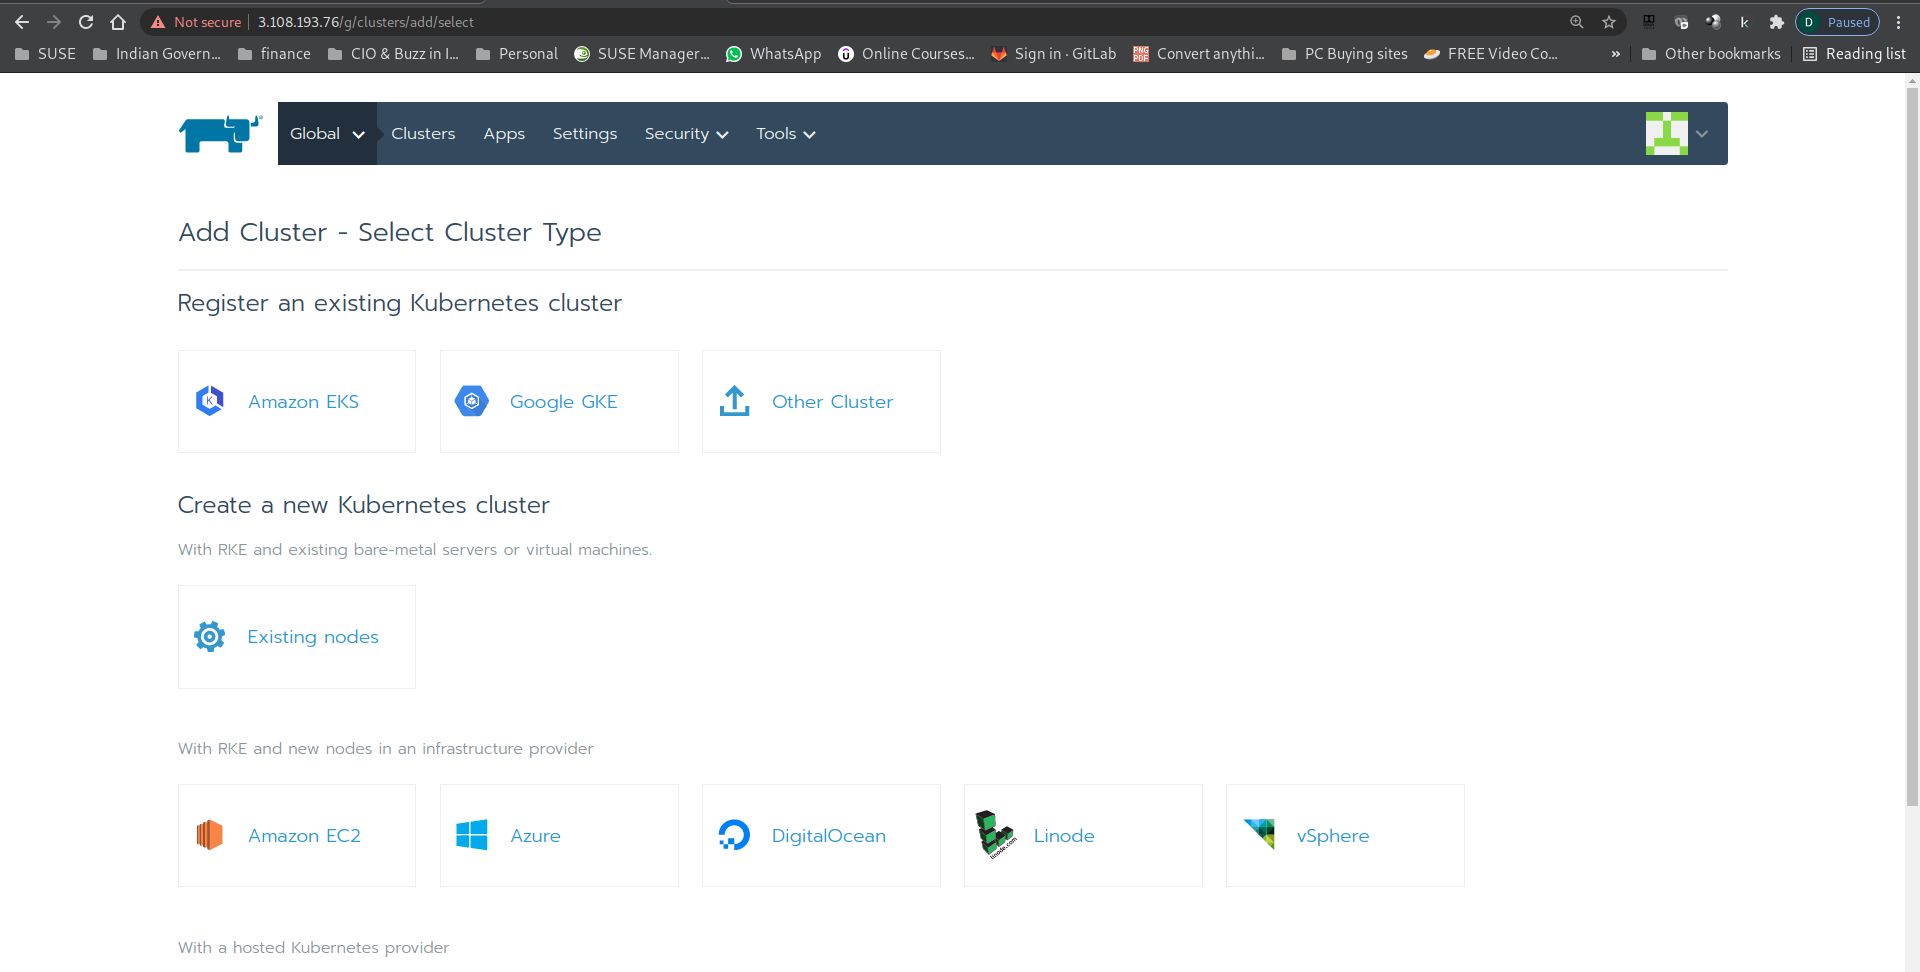 Not secure 3.108.193.76/g/clusters/add/select
D Paused
SUSE Indian Govern... finance CIO & Buzz in I... Personal SUSE Manager... WhatsApp Online Courses... Sign in · GitLab Convert anythi... PC Buying sites FREE Video Co... » Other bookmarks Reading list
Global Clusters Apps Settings Security Tools
Add Cluster - Select Cluster Type
Register an existing Kubernetes cluster
Amazon EKS Google GKE Other Cluster
Create a new Kubernetes cluster
With RKE and existing bare-metal servers or virtual machines.
Existing nodes
With RKE and new nodes in an infrastructure provider
Amazon EC2 Azure DigitalOcean Linode vSphere
linode.com
With a hosted Kubernetes provider